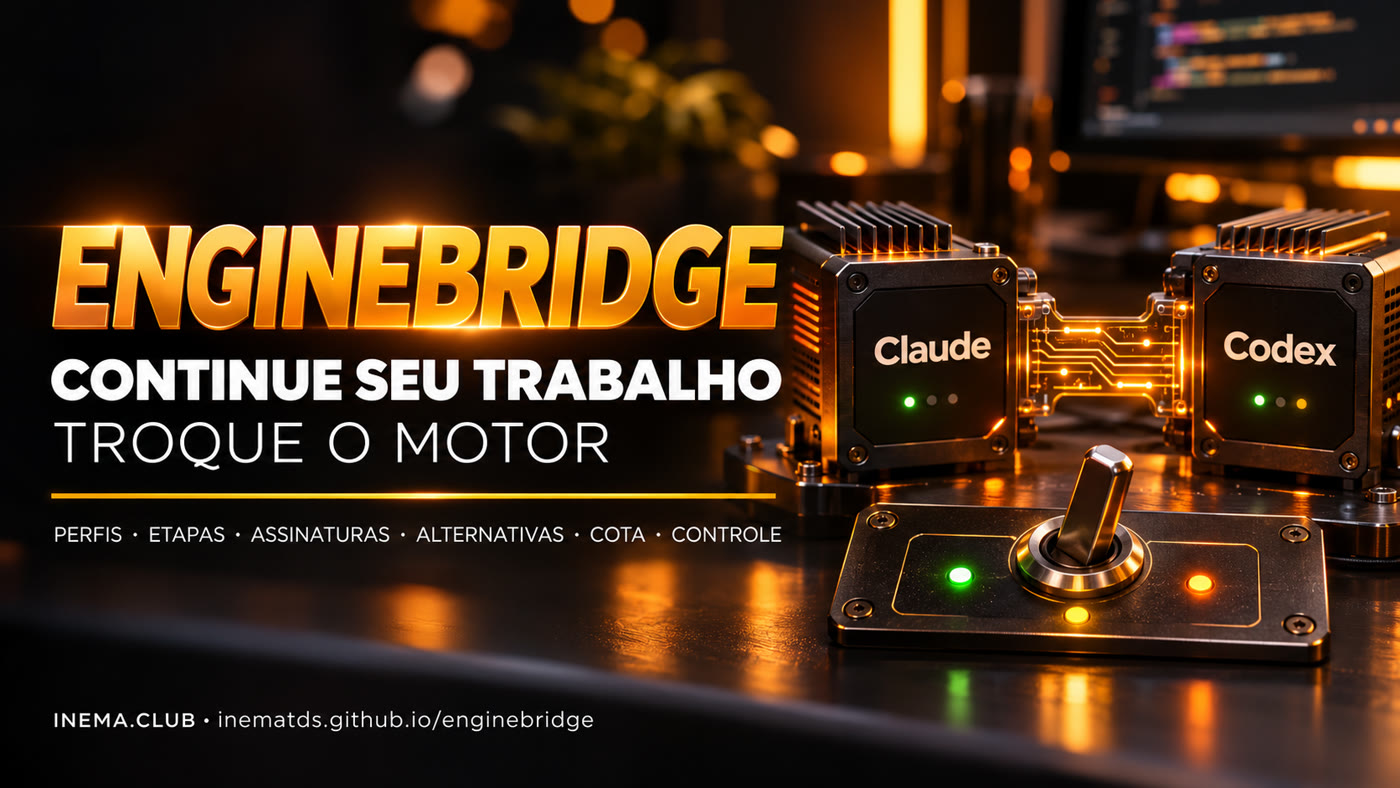 ENGINEBRIDGE
CONTINUE SEU TRABALHO
TROQUE O MOTOR
PERFIS • ETAPAS • ASSINATURAS • ALTERNATIVAS • COTA • CONTROLE
INEMA.CLUB • inematds.github.io/enginebridge
Claude
Codex